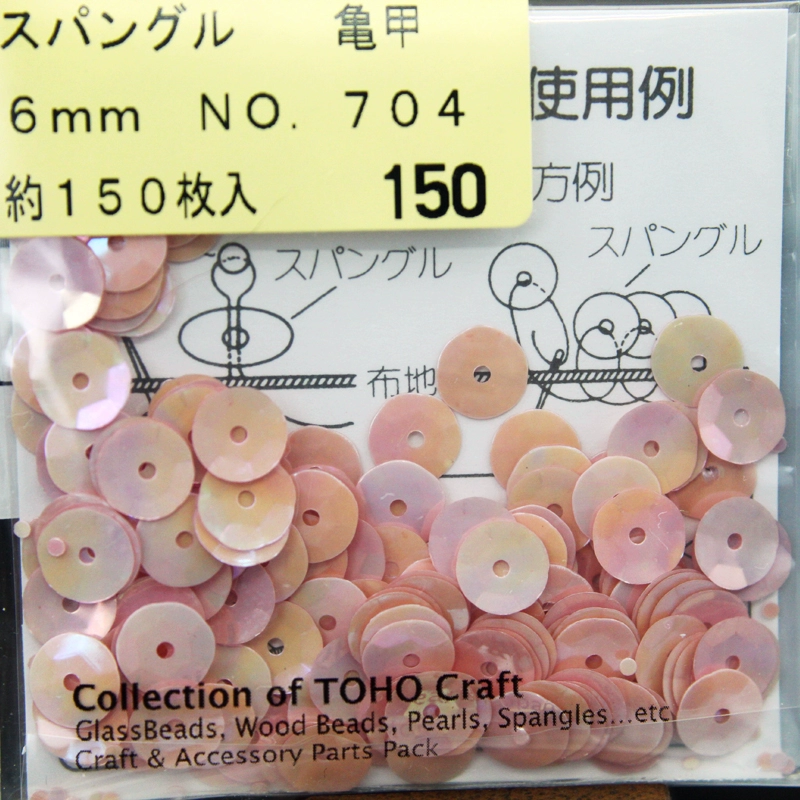 スパングル 亀甲
6mm NO. 704
約150枚入 150
使用例
方例
スパングル
スパングル
布地
Collection of TOHO Craft
GlassBeads, Wood Beads, Pearls, Spangles...etc.
Craft & Accessory Parts Pack